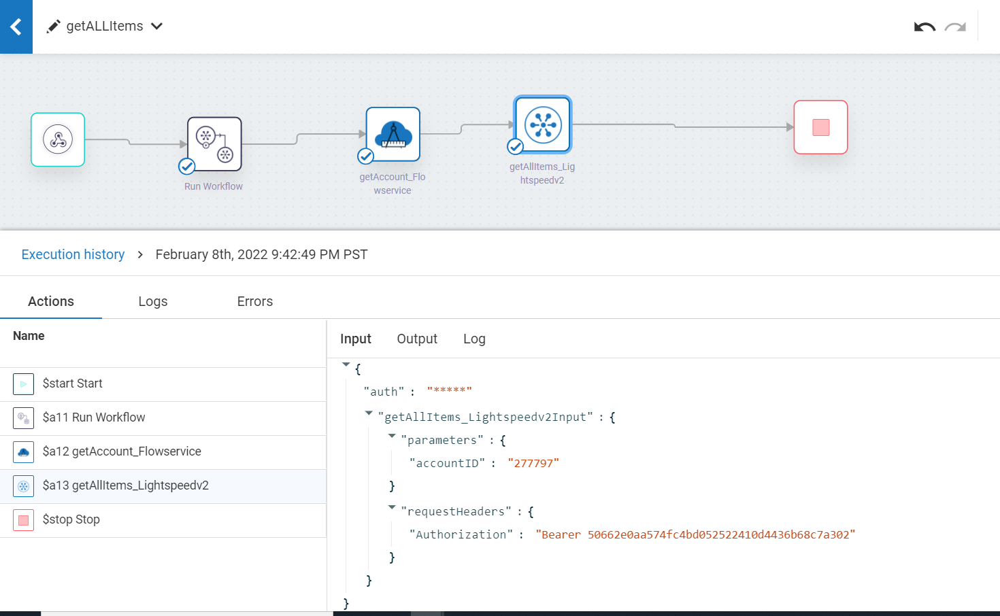 getALLItems
Run Workflow
getAccount_Flo
wservice
getAllItems_Lig
htspeedv2
Execution history > February 8th, 2022 9:42:49 PM PST
Actions Logs Errors
Name
$start Start
$a11 Run Workflow
$a12 getAccount_Flowservice
$a13 getAllItems_Lightspeedv2
$stop Stop
Input Output Log
{
"auth" : "*****"
"getAllItems_Lightspeedv2Input" : {
"parameters" : {
"accountID" : "277797"
}
"requestHeaders" : {
"Authorization" : "Bearer 50662e0aa574fc4bd052522410d4436b68c7a302"
}
}
}